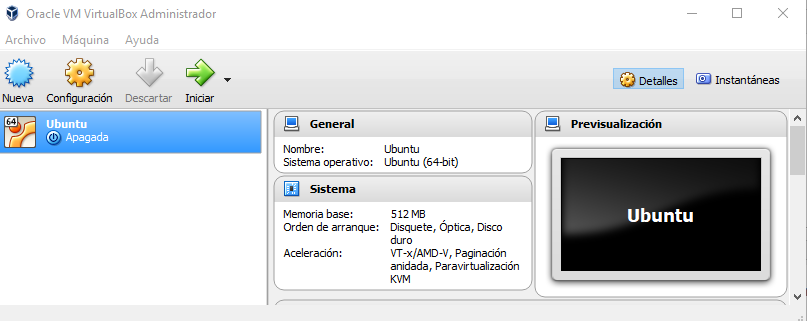 Oracle VM VirtualBox Administrador
Archivo Máquina Ayuda
Nueva Configuración Descartar Iniciar
Detalles Instantáneas
64
Ubuntu
Apagada
General
Nombre: Ubuntu
Sistema operativo: Ubuntu (64-bit)
Sistema
Memoria base: 512 MB
Orden de arranque: Disquete, Óptica, Disco
duro
Aceleración: VT-x/AMD-V, Paginación
anidada, Paravirtualización
KVM
Previsualización
Ubuntu